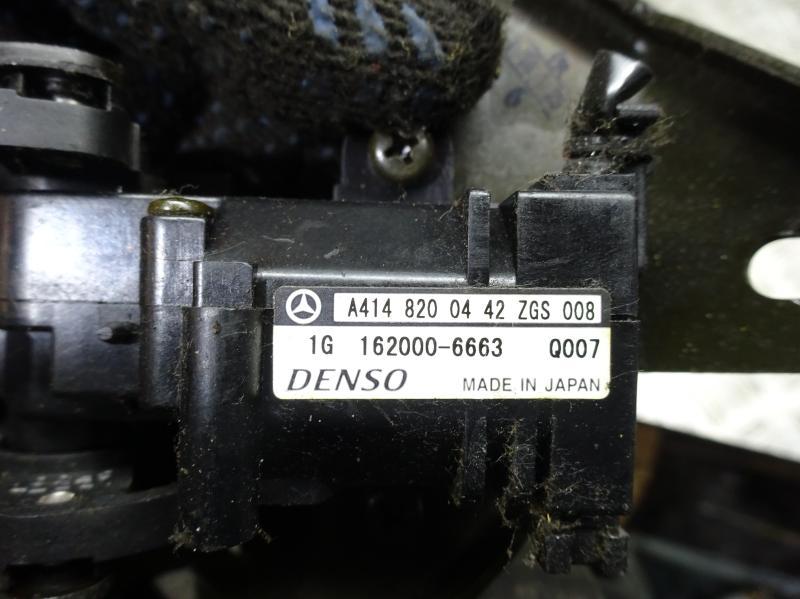 A414 820 04 42 ZGS 008
1G 162000-6663 Q007
DENSO MADE IN JAPAN